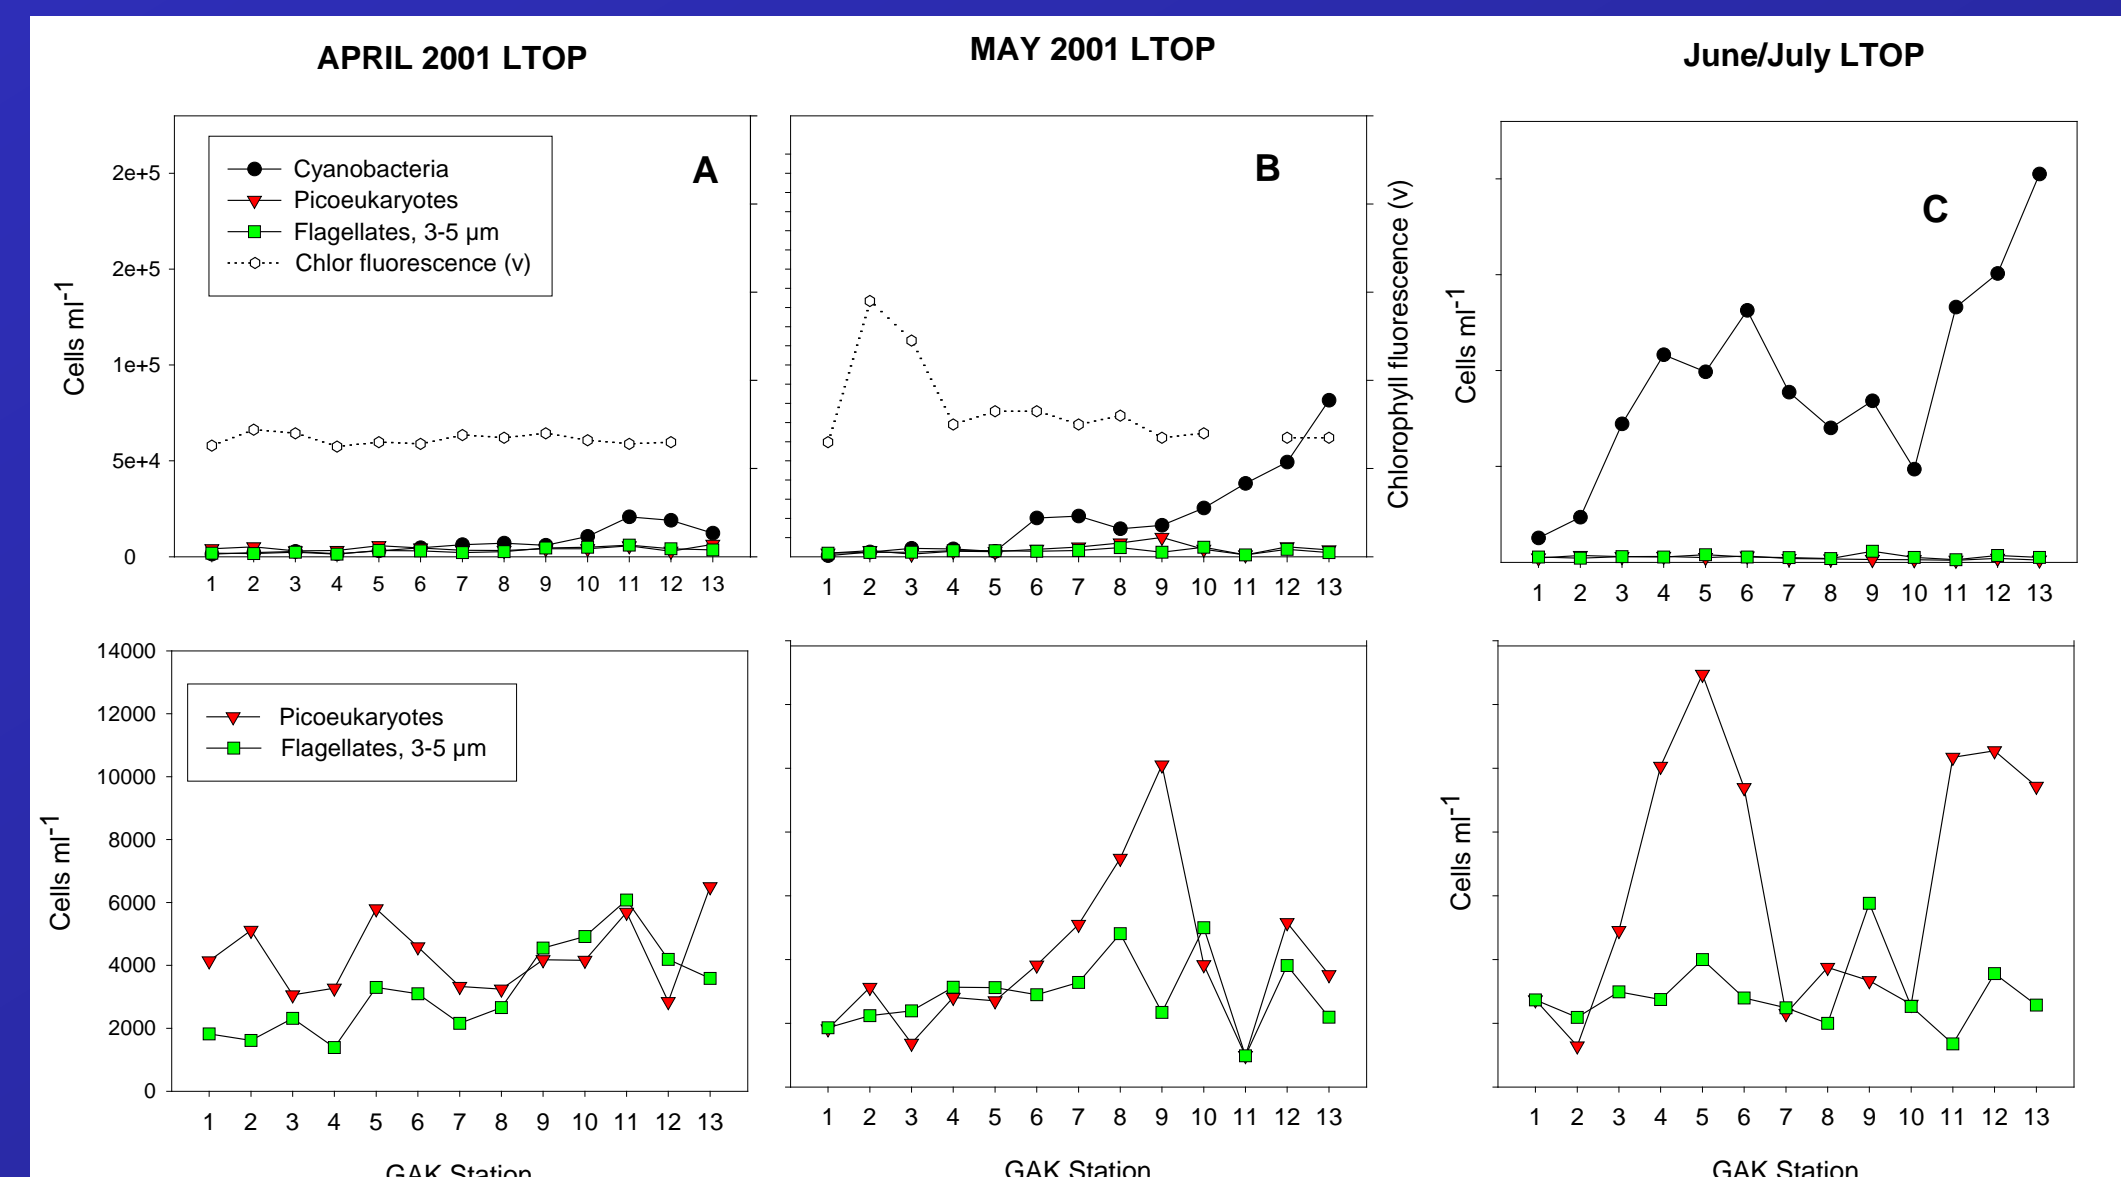 APRIL 2001 LTOP
MAY 2001 LTOP
June/July LTOP
A
Cyanobacteria
Picoeukaryotes
Flagellates, 3-5 µm
Chlor fluorescence (v)
2e+5
2e+5
1e+5
5e+4
0
Cells ml-1
1 2 3 4 5 6 7 8 9 10 11 12 13
B
Chlorophyll fluorescence (v)
1 2 3 4 5 6 7 8 9 10 11 12 13
C
Cells ml-1
1 2 3 4 5 6 7 8 9 10 11 12 13
14000
12000
10000
8000
6000
4000
2000
0
Cells ml-1
Picoeukaryotes
Flagellates, 3-5 µm
1 2 3 4 5 6 7 8 9 10 11 12 13
GAK Station
1 2 3 4 5 6 7 8 9 10 11 12 13
GAK Station
Cells ml-1
1 2 3 4 5 6 7 8 9 10 11 12 13
GAK Station